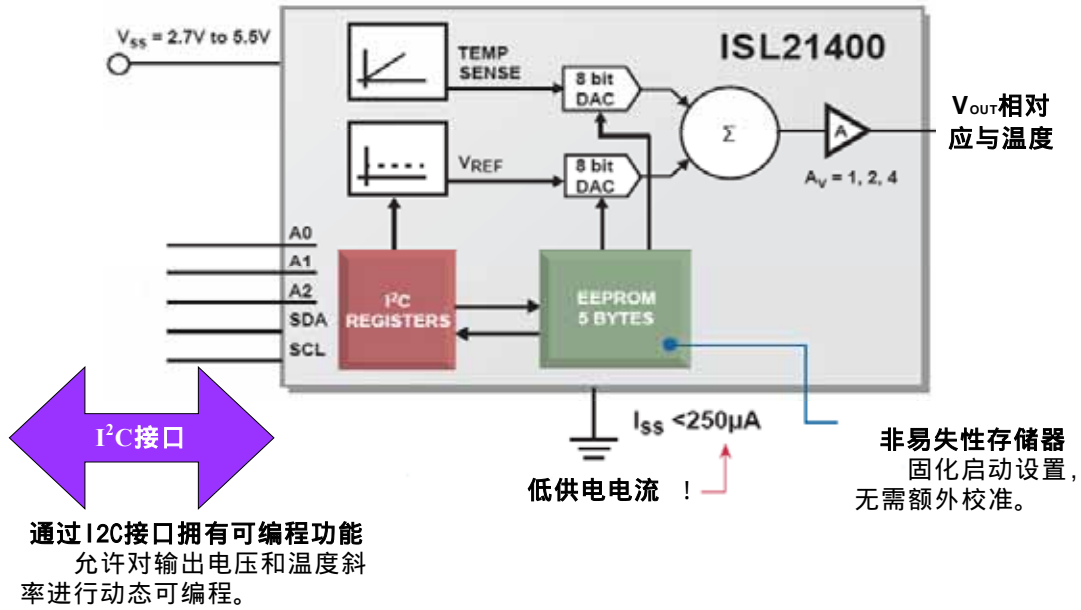 V_SS = 2.7V to 5.5V
ISL21400
TEMP
SENSE
8 bit
DAC
Σ
A
A_V = 1, 2, 4
V_OUT相对
应与温度
V_REF
8 bit
DAC
A0
A1
A2
SDA
SCL
I²C
REGISTERS
EEPROM
5 BYTES
I_SS <250µA
低供电电流 !
I²C接口
非易失性存储器
固化启动设置,
无需额外校准。
通过I2C接口拥有可编程功能
允许对输出电压和温度斜
率进行动态可编程。